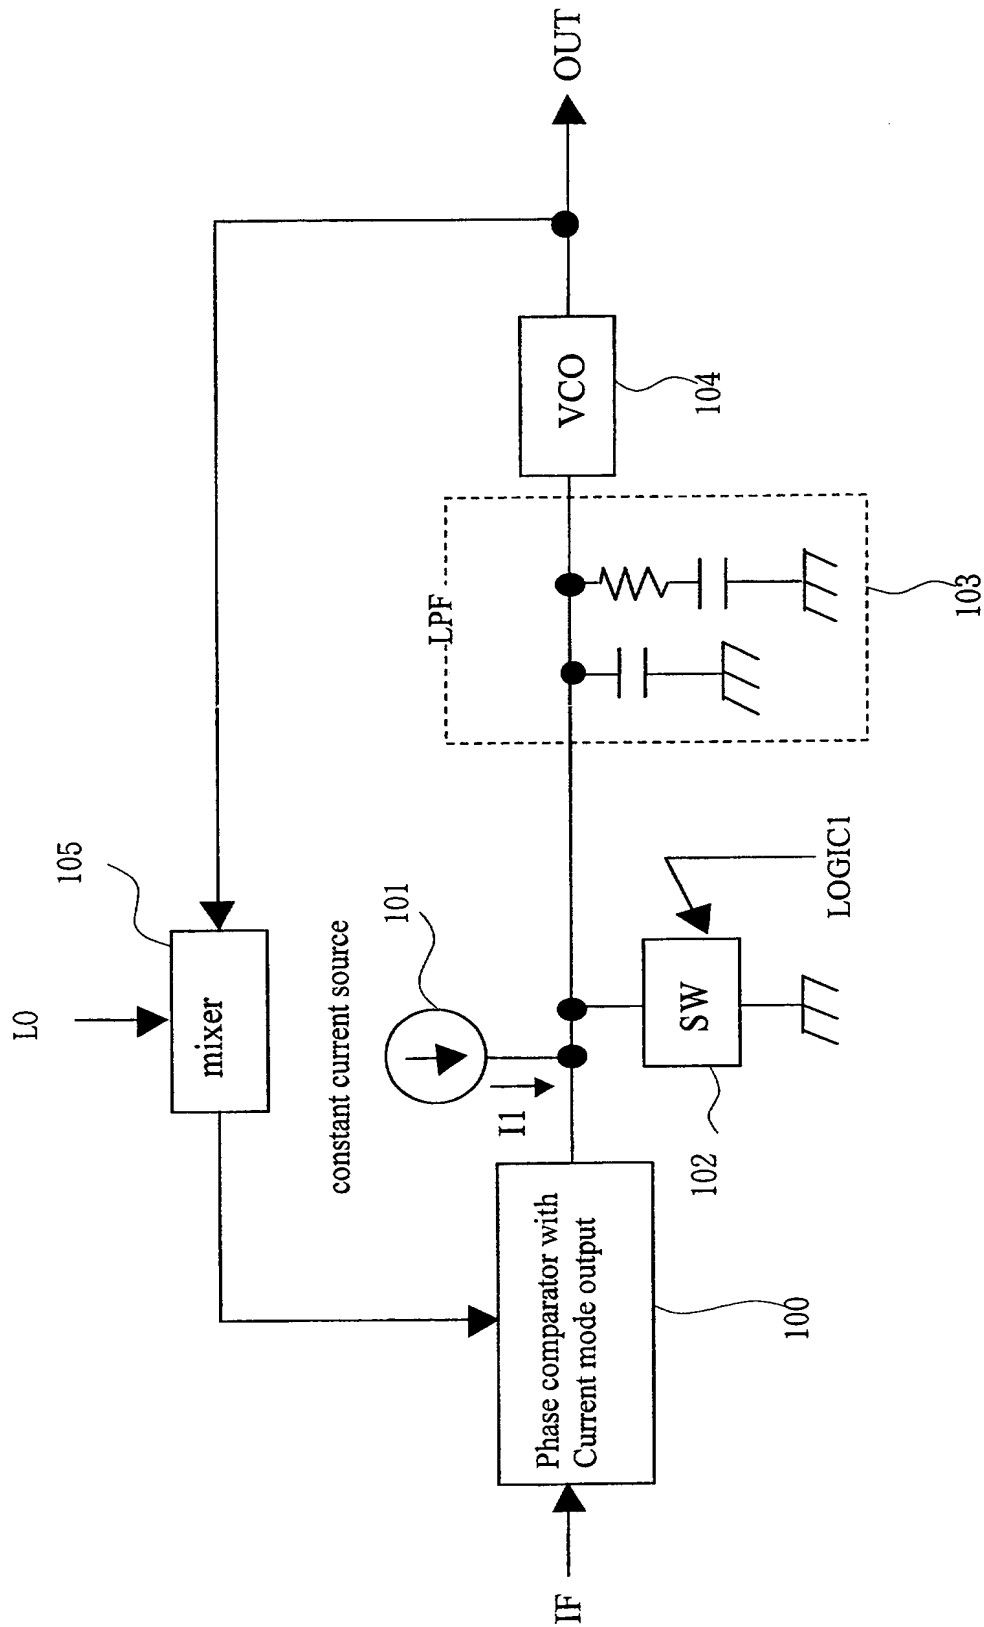 LO
105
mixer
constant current source
101
I1
LPF
IF
Phase comparator with
Current mode output
100
SW
102
LOGIC1
103
VCO
104
OUT